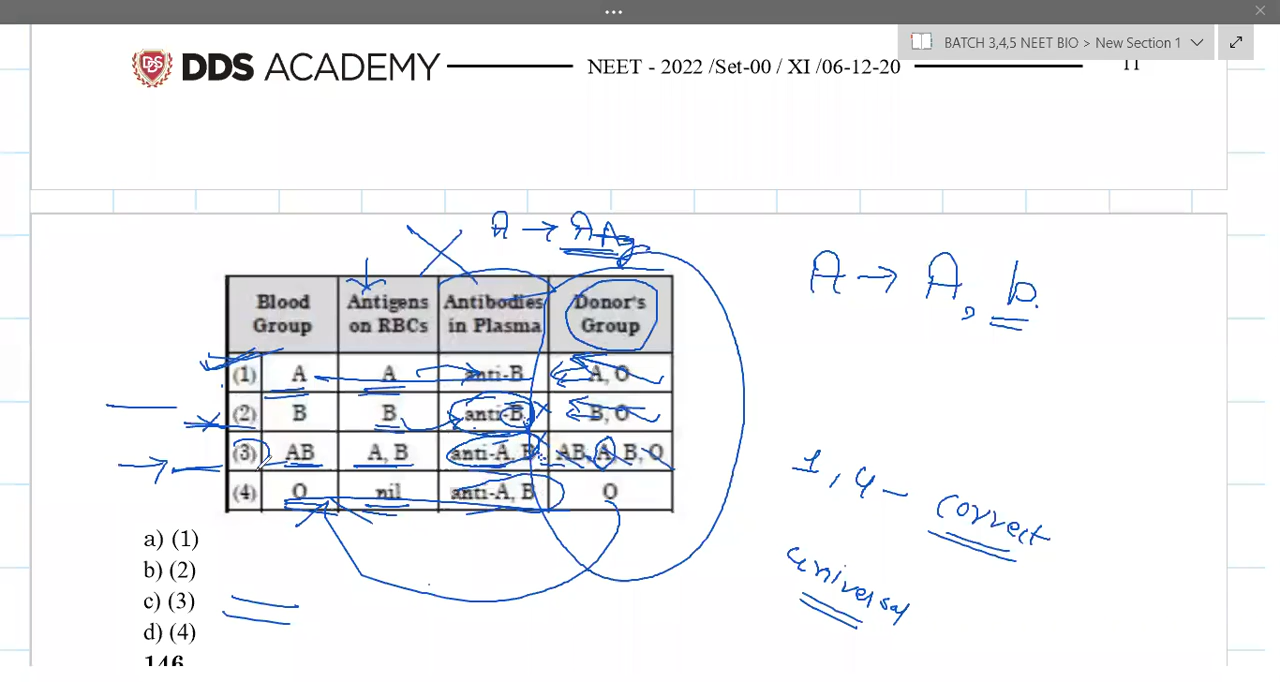 BATCH 3,4,5 NEET BIO > New Section 1
DDS ACADEMY NEET - 2022 /Set-00 / XI /06-12-20 11
A → A Ag
A → A, b.
Blood Group Antigens on RBCs Antibodies in Plasma Donor's Group
(1) A A anti-B A, O
(2) B B anti-B B, O
(3) AB A, B anti-A, B AB, A, B, O
(4) O nil anti-A, B O
1, 4 - correct
universal
a) (1)
b) (2)
c) (3)
d) (4)
146